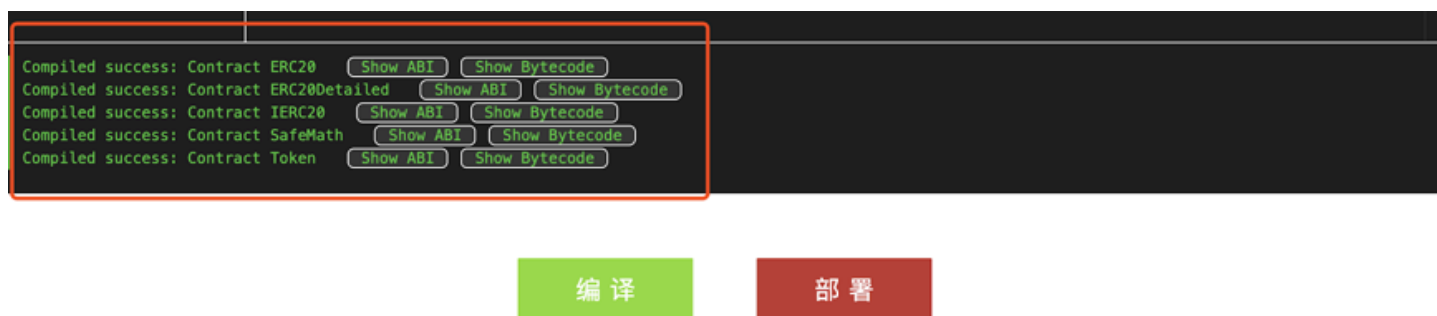 Compiled success: Contract ERC20 Show ABI Show Bytecode
Compiled success: Contract ERC20Detailed Show ABI Show Bytecode
Compiled success: Contract IERC20 Show ABI Show Bytecode
Compiled success: Contract SafeMath Show ABI Show Bytecode
Compiled success: Contract Token Show ABI Show Bytecode
编译 部署